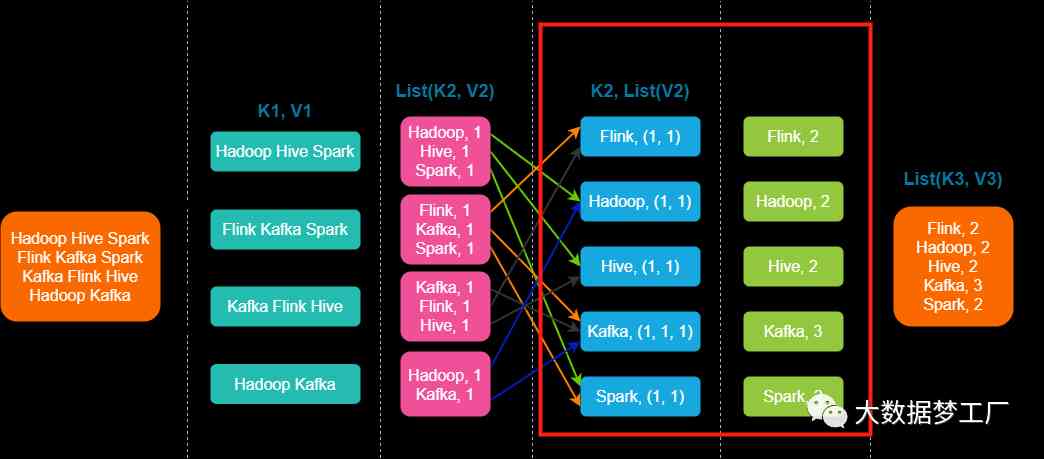 Hadoop Hive Spark
Flink Kafka Spark
Kafka Flink Hive
Hadoop Kafka
K1, V1
Hadoop Hive Spark
Flink Kafka Spark
Kafka Flink Hive
Hadoop Kafka
List(K2, V2)
Hadoop, 1
Hive, 1
Spark, 1
Flink, 1
Kafka, 1
Spark, 1
Kafka, 1
Flink, 1
Hive, 1
Hadoop, 1
Kafka, 1
K2, List(V2)
Flink, (1, 1)
Hadoop, (1, 1)
Hive, (1, 1)
Kafka, (1, 1, 1)
Spark, (1, 1)
Flink, 2
Hadoop, 2
Hive, 2
Kafka, 3
Spark, 2
List(K3, V3)
Flink, 2
Hadoop, 2
Hive, 2
Kafka, 3
Spark, 2
大数据梦工厂